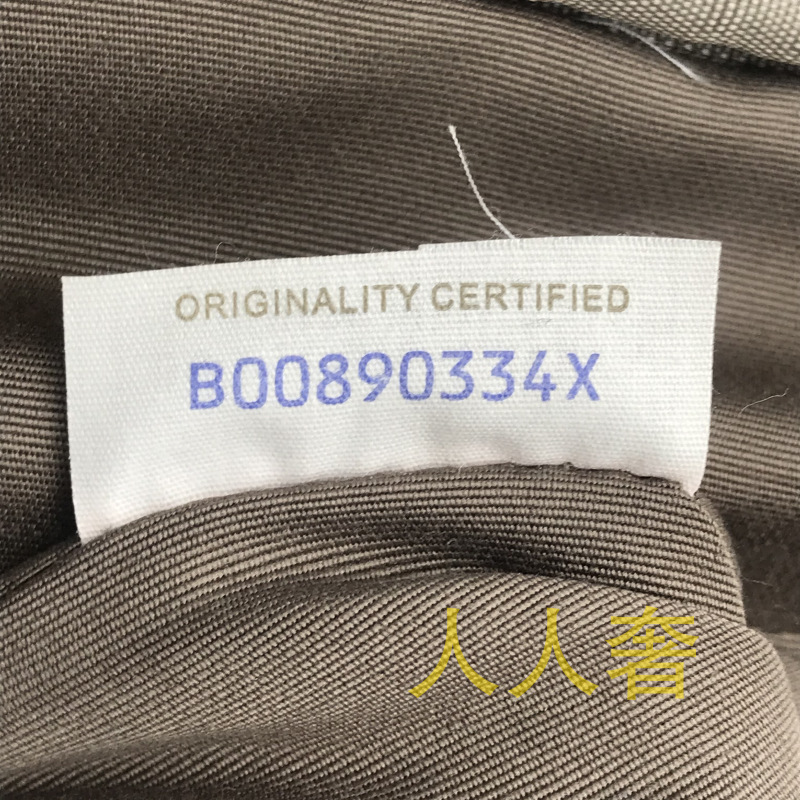 ORIGINALITY CERTIFIED
B00890334X
人人奢